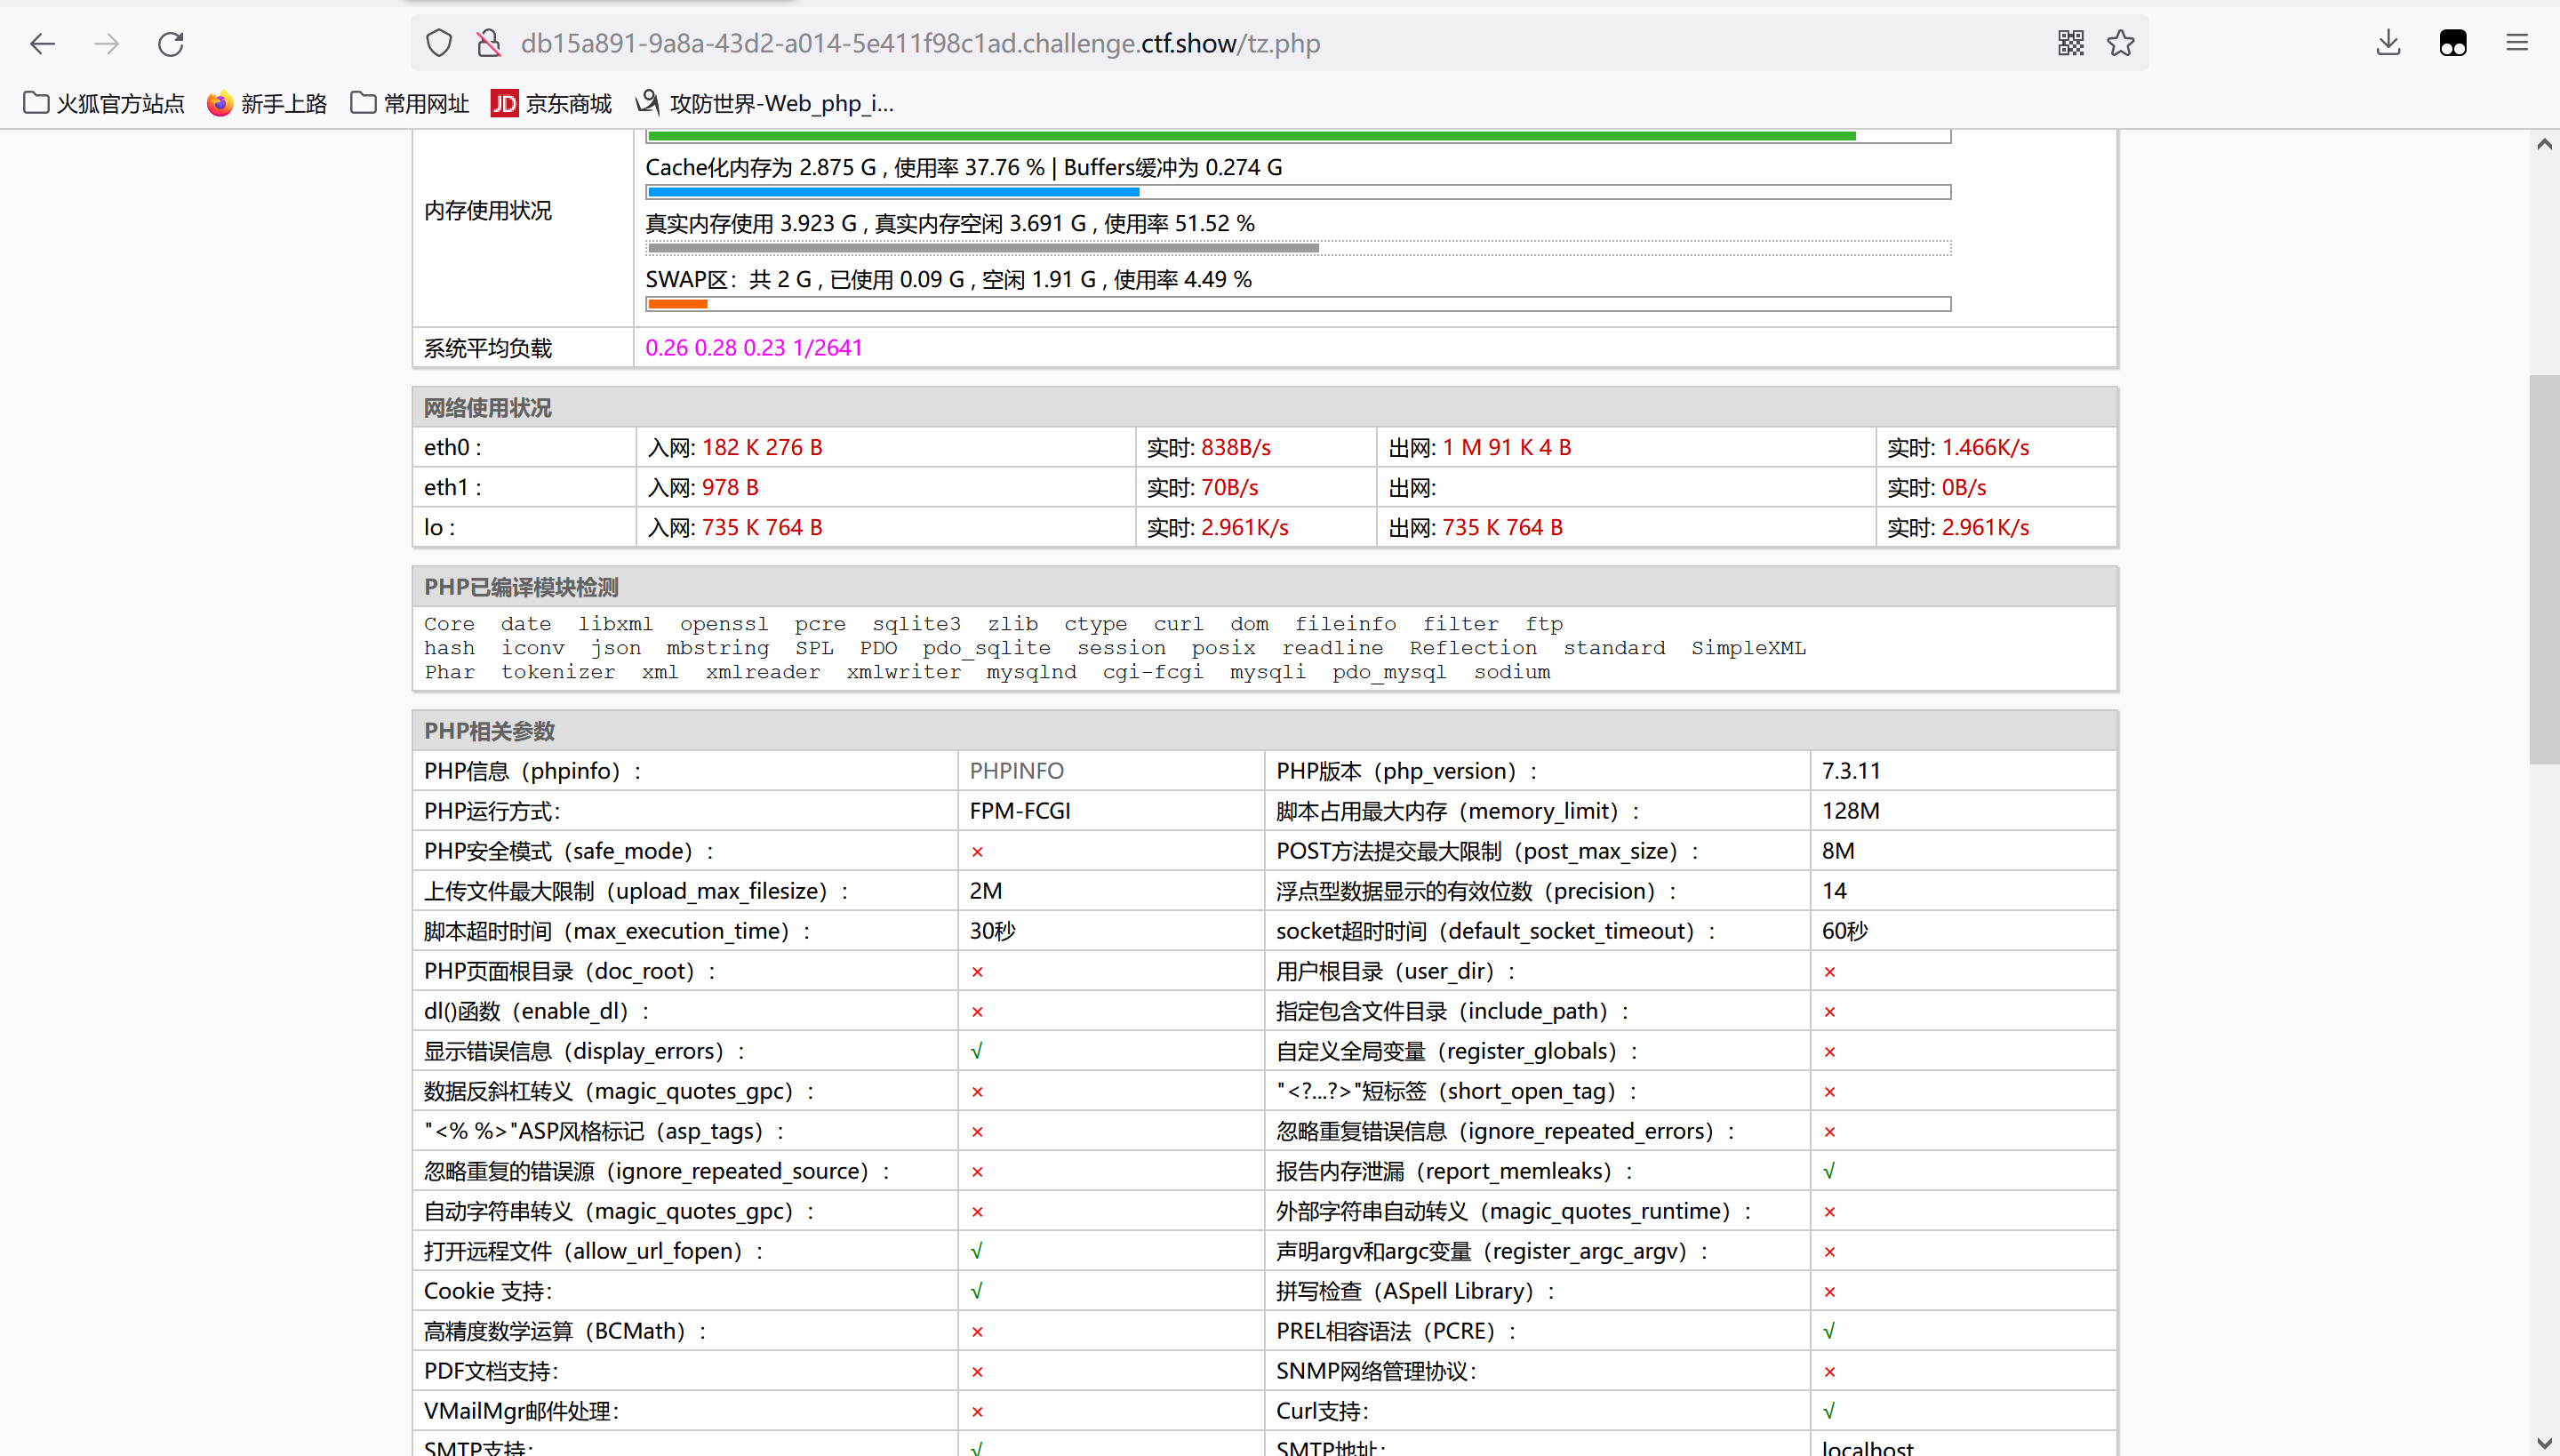 db15a891-9a8a-43d2-a014-5e411f98c1ad.challenge.ctf.show/tz.php
火狐官方站点 新手上路 常用网址 JD 京东商城 攻防世界-Web_php_i...
Cache化内存为 2.875 G , 使用率 37.76 % | Buffers缓冲为 0.274 G
内存使用状况
真实内存使用 3.923 G , 真实内存空闲 3.691 G , 使用率 51.52 %
SWAP区：共 2 G , 已使用 0.09 G , 空闲 1.91 G , 使用率 4.49 %
系统平均负载 0.26 0.28 0.23 1/2641
网络使用状况
eth0 : 入网: 182 K 276 B 实时: 838B/s 出网: 1 M 91 K 4 B 实时: 1.466K/s
eth1 : 入网: 978 B 实时: 70B/s 出网: 实时: 0B/s
lo : 入网: 735 K 764 B 实时: 2.961K/s 出网: 735 K 764 B 实时: 2.961K/s
PHP已编译模块检测
Core date libxml openssl pcre sqlite3 zlib ctype curl dom fileinfo filter ftp
hash iconv json mbstring SPL PDO pdo_sqlite session posix readline Reflection standard SimpleXML
Phar tokenizer xml xmlreader xmlwriter mysqlnd cgi-fcgi mysqli pdo_mysql sodium
PHP相关参数
PHP信息（phpinfo）： PHPINFO PHP版本（php_version）： 7.3.11
PHP运行方式： FPM-FCGI 脚本占用最大内存（memory_limit）： 128M
PHP安全模式（safe_mode）： × POST方法提交最大限制（post_max_size）： 8M
上传文件最大限制（upload_max_filesize）： 2M 浮点型数据显示的有效位数（precision）： 14
脚本超时时间（max_execution_time）： 30秒 socket超时时间（default_socket_timeout）： 60秒
PHP页面根目录（doc_root）： × 用户根目录（user_dir）： ×
dl()函数（enable_dl）： × 指定包含文件目录（include_path）： ×
显示错误信息（display_errors）： √ 自定义全局变量（register_globals）： ×
数据反斜杠转义（magic_quotes_gpc）： × "<?...?>"短标签（short_open_tag）： ×
"<% %>"ASP风格标记（asp_tags）： × 忽略重复错误信息（ignore_repeated_errors）： ×
忽略重复的错误源（ignore_repeated_source）： × 报告内存泄漏（report_memleaks）： √
自动字符串转义（magic_quotes_gpc）： × 外部字符串自动转义（magic_quotes_runtime）： ×
打开远程文件（allow_url_fopen）： √ 声明argv和argc变量（register_argc_argv）： ×
Cookie 支持： √ 拼写检查（ASpell Library）： ×
高精度数学运算（BCMath）： × PREL相容语法（PCRE）： √
PDF文档支持： × SNMP网络管理协议： ×
VMailMgr邮件处理： × Curl支持： √
SMTP支持： √ SMTP地址： localhost